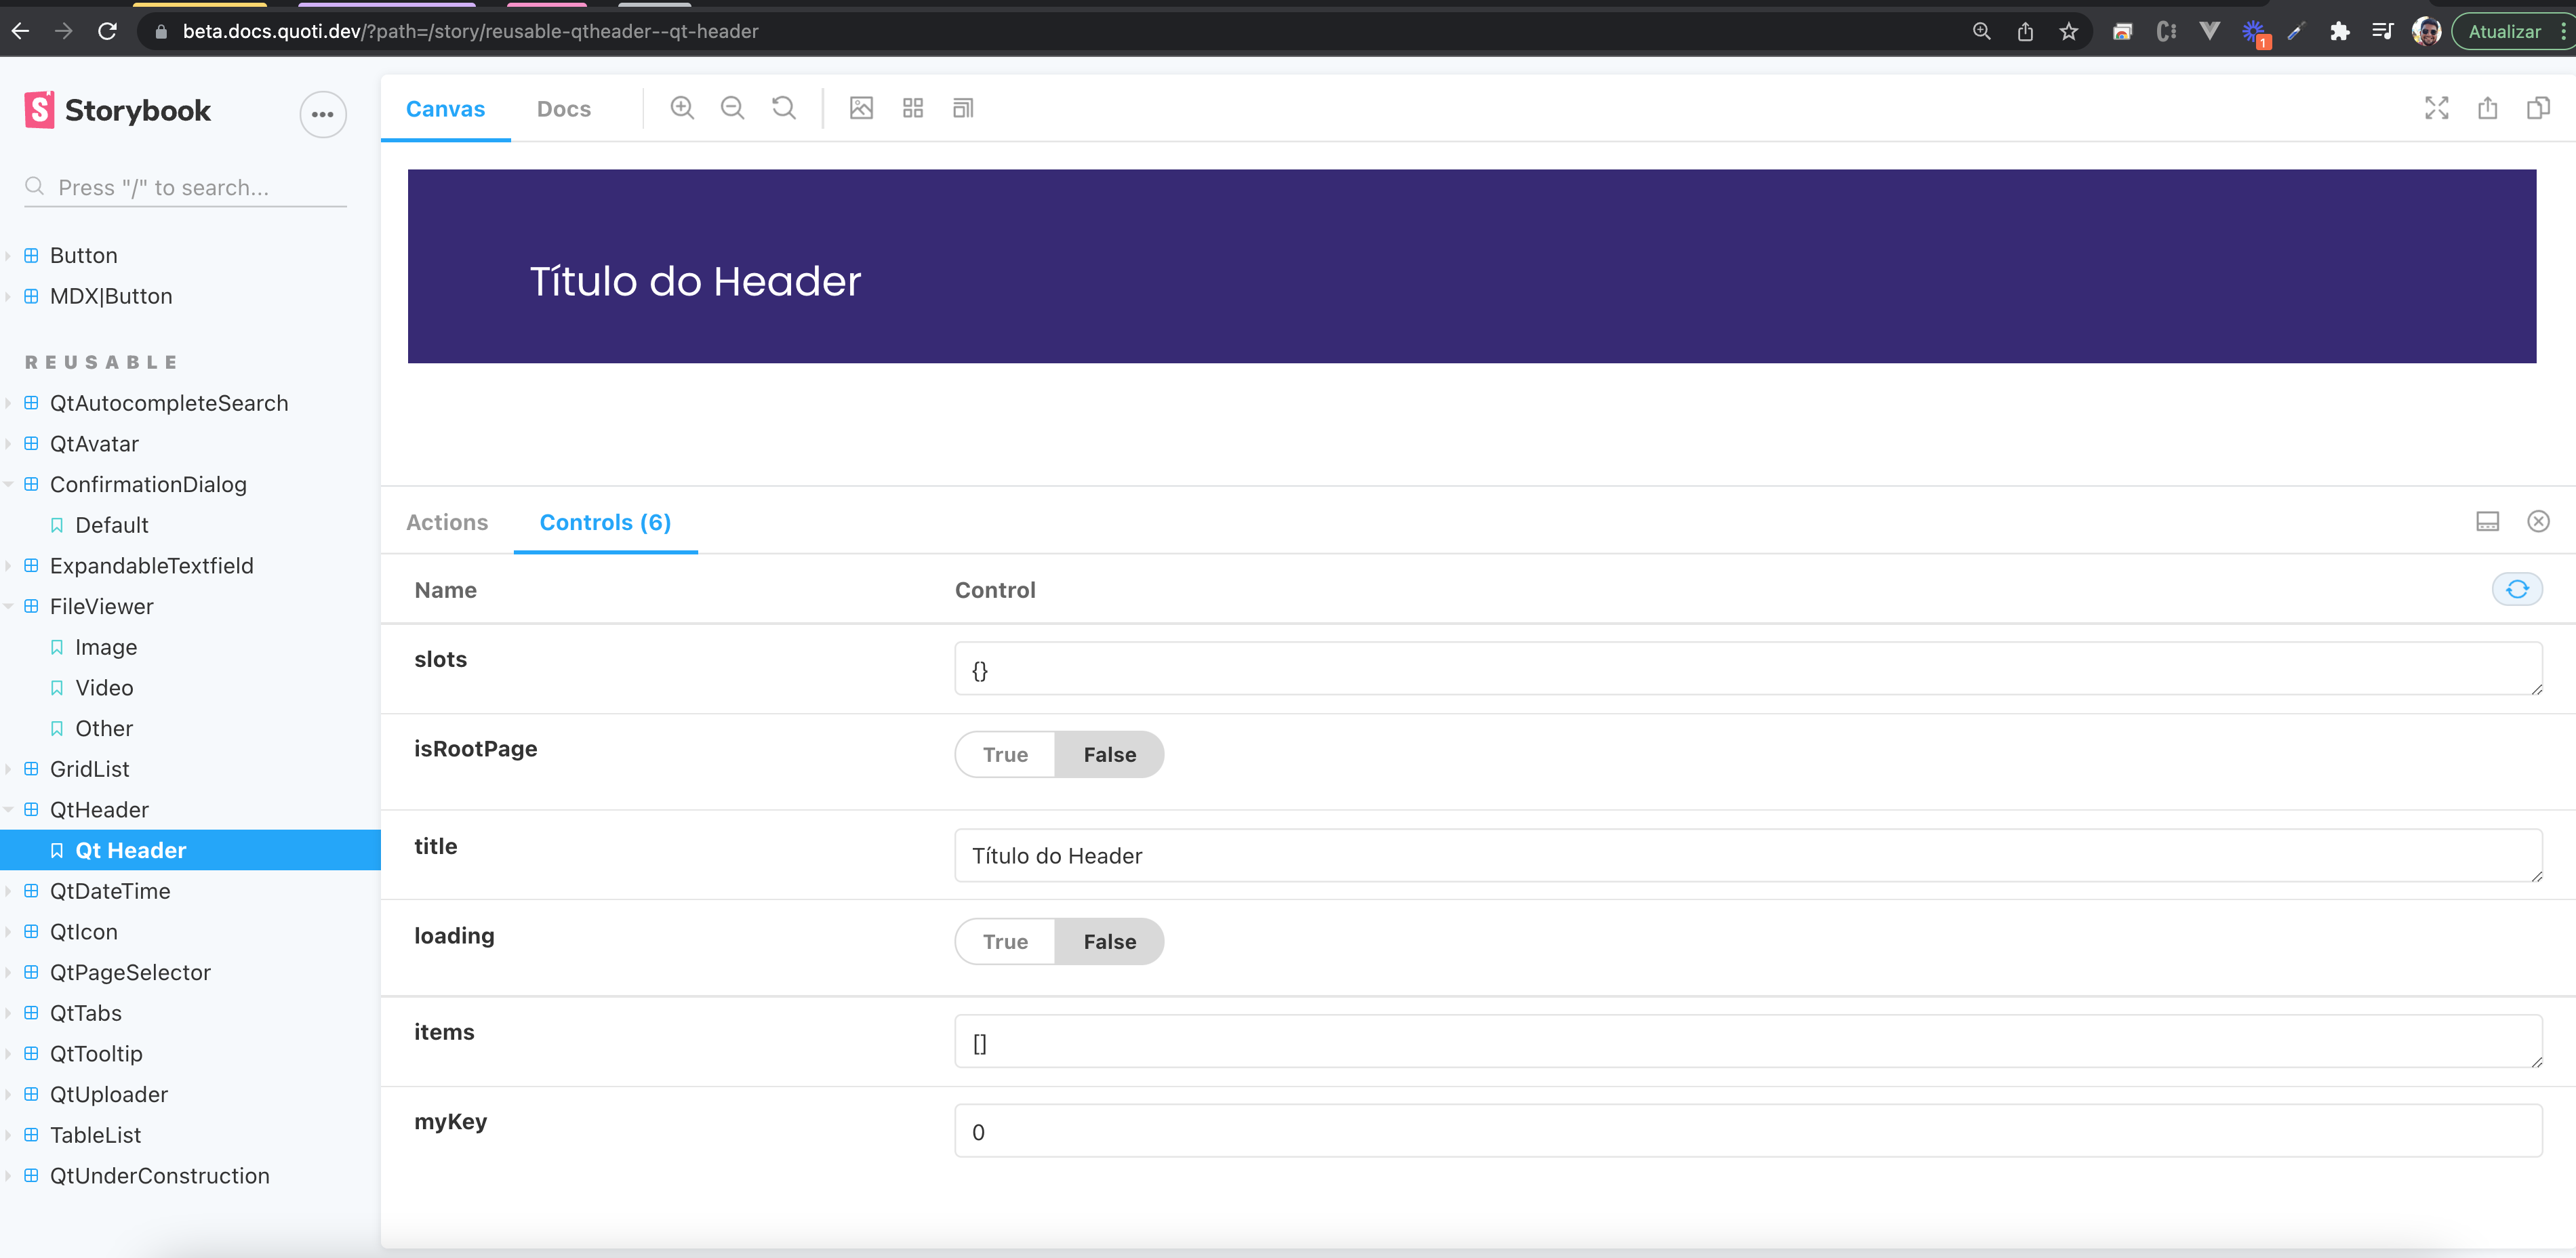 beta.docs.quoti.dev/?path=/story/reusable-qtheader--qt-header
1
Atualizar
S Storybook
Press "/" to search...
Button
MDX|Button
REUSABLE
QtAutocompleteSearch
QtAvatar
ConfirmationDialog
Default
ExpandableTextfield
FileViewer
Image
Video
Other
GridList
QtHeader
Qt Header
QtDateTime
QtIcon
QtPageSelector
QtTabs
QtTooltip
QtUploader
TableList
QtUnderConstruction
Canvas Docs
Título do Header
Actions Controls (6)
Name Control
slots {}
isRootPage True False
title Título do Header
loading True False
items []
myKey 0